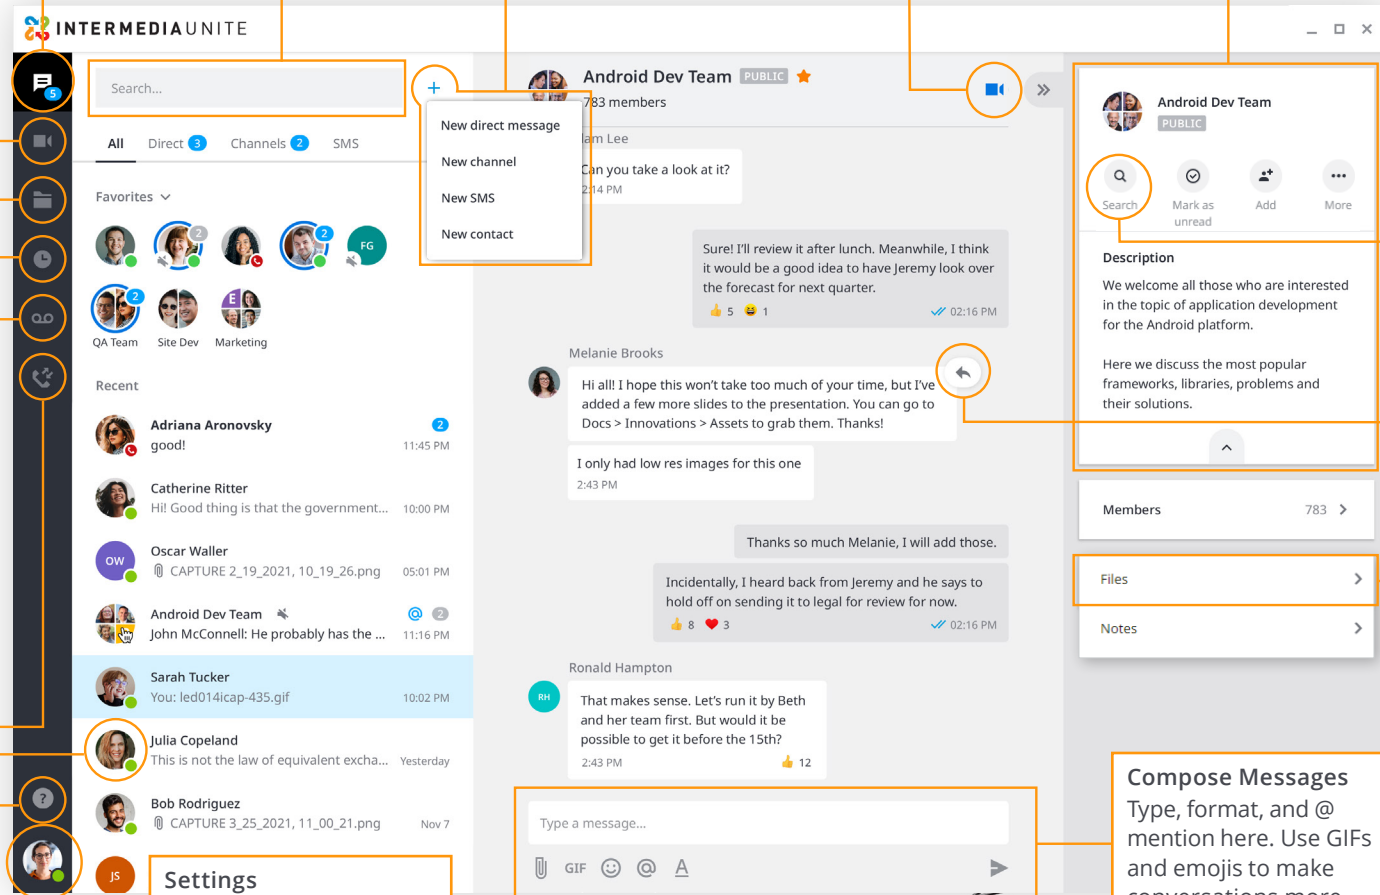 INTERMEDIAUNITE
5
Search...
All
Direct 3
Channels 2
SMS
New direct message
New channel
New SMS
New contact
Favorites
2
2
FG
2
E
QA Team
Site Dev
Marketing
Recent
Adriana Aronovsky
2
good!
11:45 PM
Catherine Ritter
Hi! Good thing is that the government...
10:00 PM
OW
Oscar Waller
CAPTURE 2_19_2021, 10_19_26.png
05:01 PM
Android Dev Team
@ 2
John McConnell: He probably has the ...
11:16 PM
Sarah Tucker
You: led014icap-435.gif
10:02 PM
Julia Copeland
This is not the law of equivalent excha...
Yesterday
Bob Rodriguez
CAPTURE 3_25_2021, 11_00_21.png
Nov 7
JS
?
Settings
Android Dev Team PUBLIC
783 members
am Lee
Can you take a look at it?
2:14 PM
Sure! I'll review it after lunch. Meanwhile, I think
it would be a good idea to have Jeremy look over
the forecast for next quarter.
5 1
02:16 PM
Melanie Brooks
Hi all! I hope this won't take too much of your time, but I've
added a few more slides to the presentation. You can go to
Docs > Innovations > Assets to grab them. Thanks!
I only had low res images for this one
2:43 PM
Thanks so much Melanie, I will add those.
Incidentally, I heard back from Jeremy and he says to
hold off on sending it to legal for review for now.
8 3
02:16 PM
Ronald Hampton
RH
That makes sense. Let's run it by Beth
and her team first. But would it be
possible to get it before the 15th?
2:43 PM
12
Type a message...
GIF @ A
Android Dev Team
PUBLIC
Search
Mark as
unread
Add
More
Description
We welcome all those who are interested
in the topic of application development
for the Android platform.
Here we discuss the most popular
frameworks, libraries, problems and
their solutions.
Members
783
Files
Notes
Compose Messages
Type, format, and @
mention here. Use GIFs
and emojis to make
conversations more